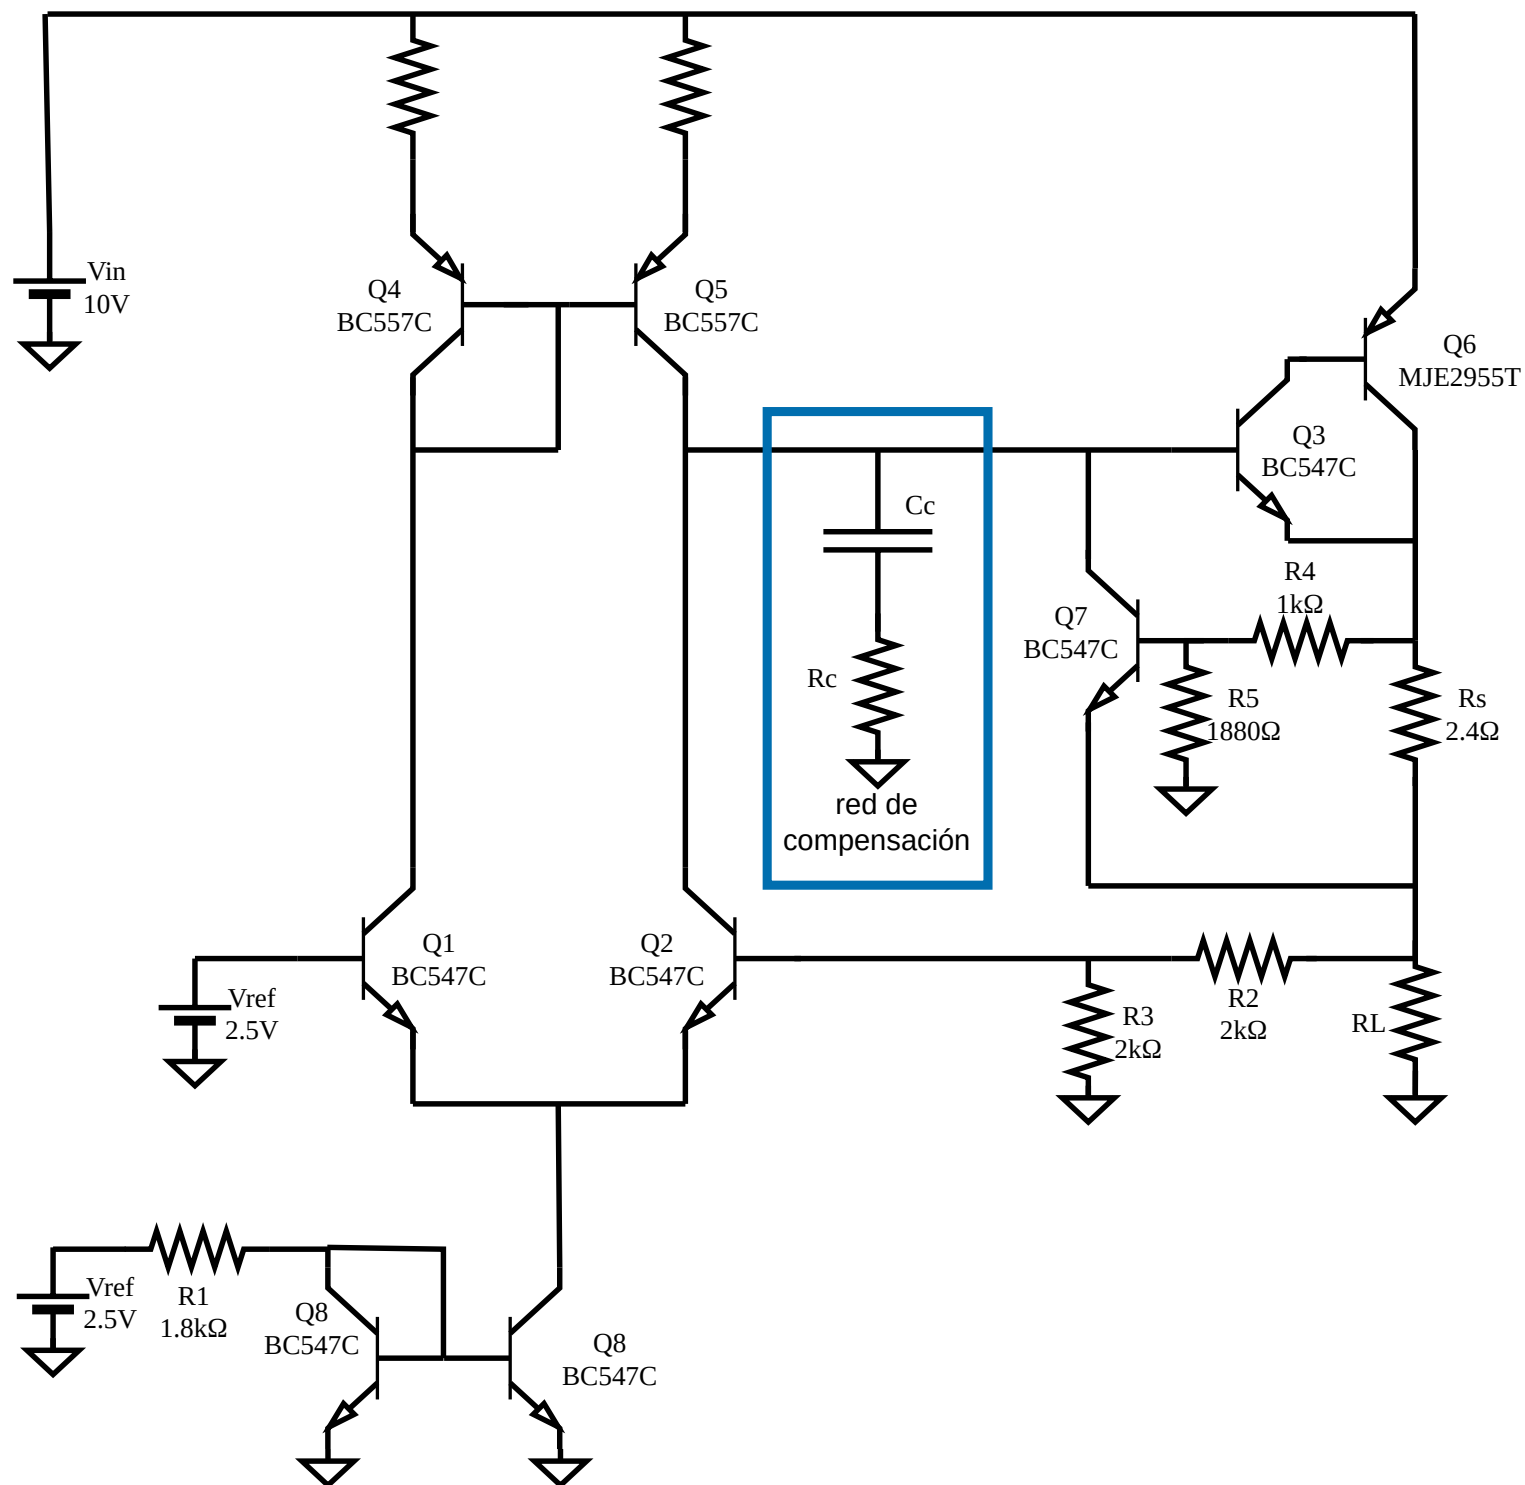 Vin
10V
Q4
BC557C
Q5
BC557C
Q6
MJE2955T
Q3
BC547C
Cc
R4
1kΩ
Q7
BC547C
Rc
R5
1880Ω
Rs
2.4Ω
red de
compensación
Q1
BC547C
Q2
BC547C
Vref
2.5V
R3
2kΩ
R2
2kΩ
RL
Vref
2.5V
R1
1.8kΩ
Q8
BC547C
Q8
BC547C